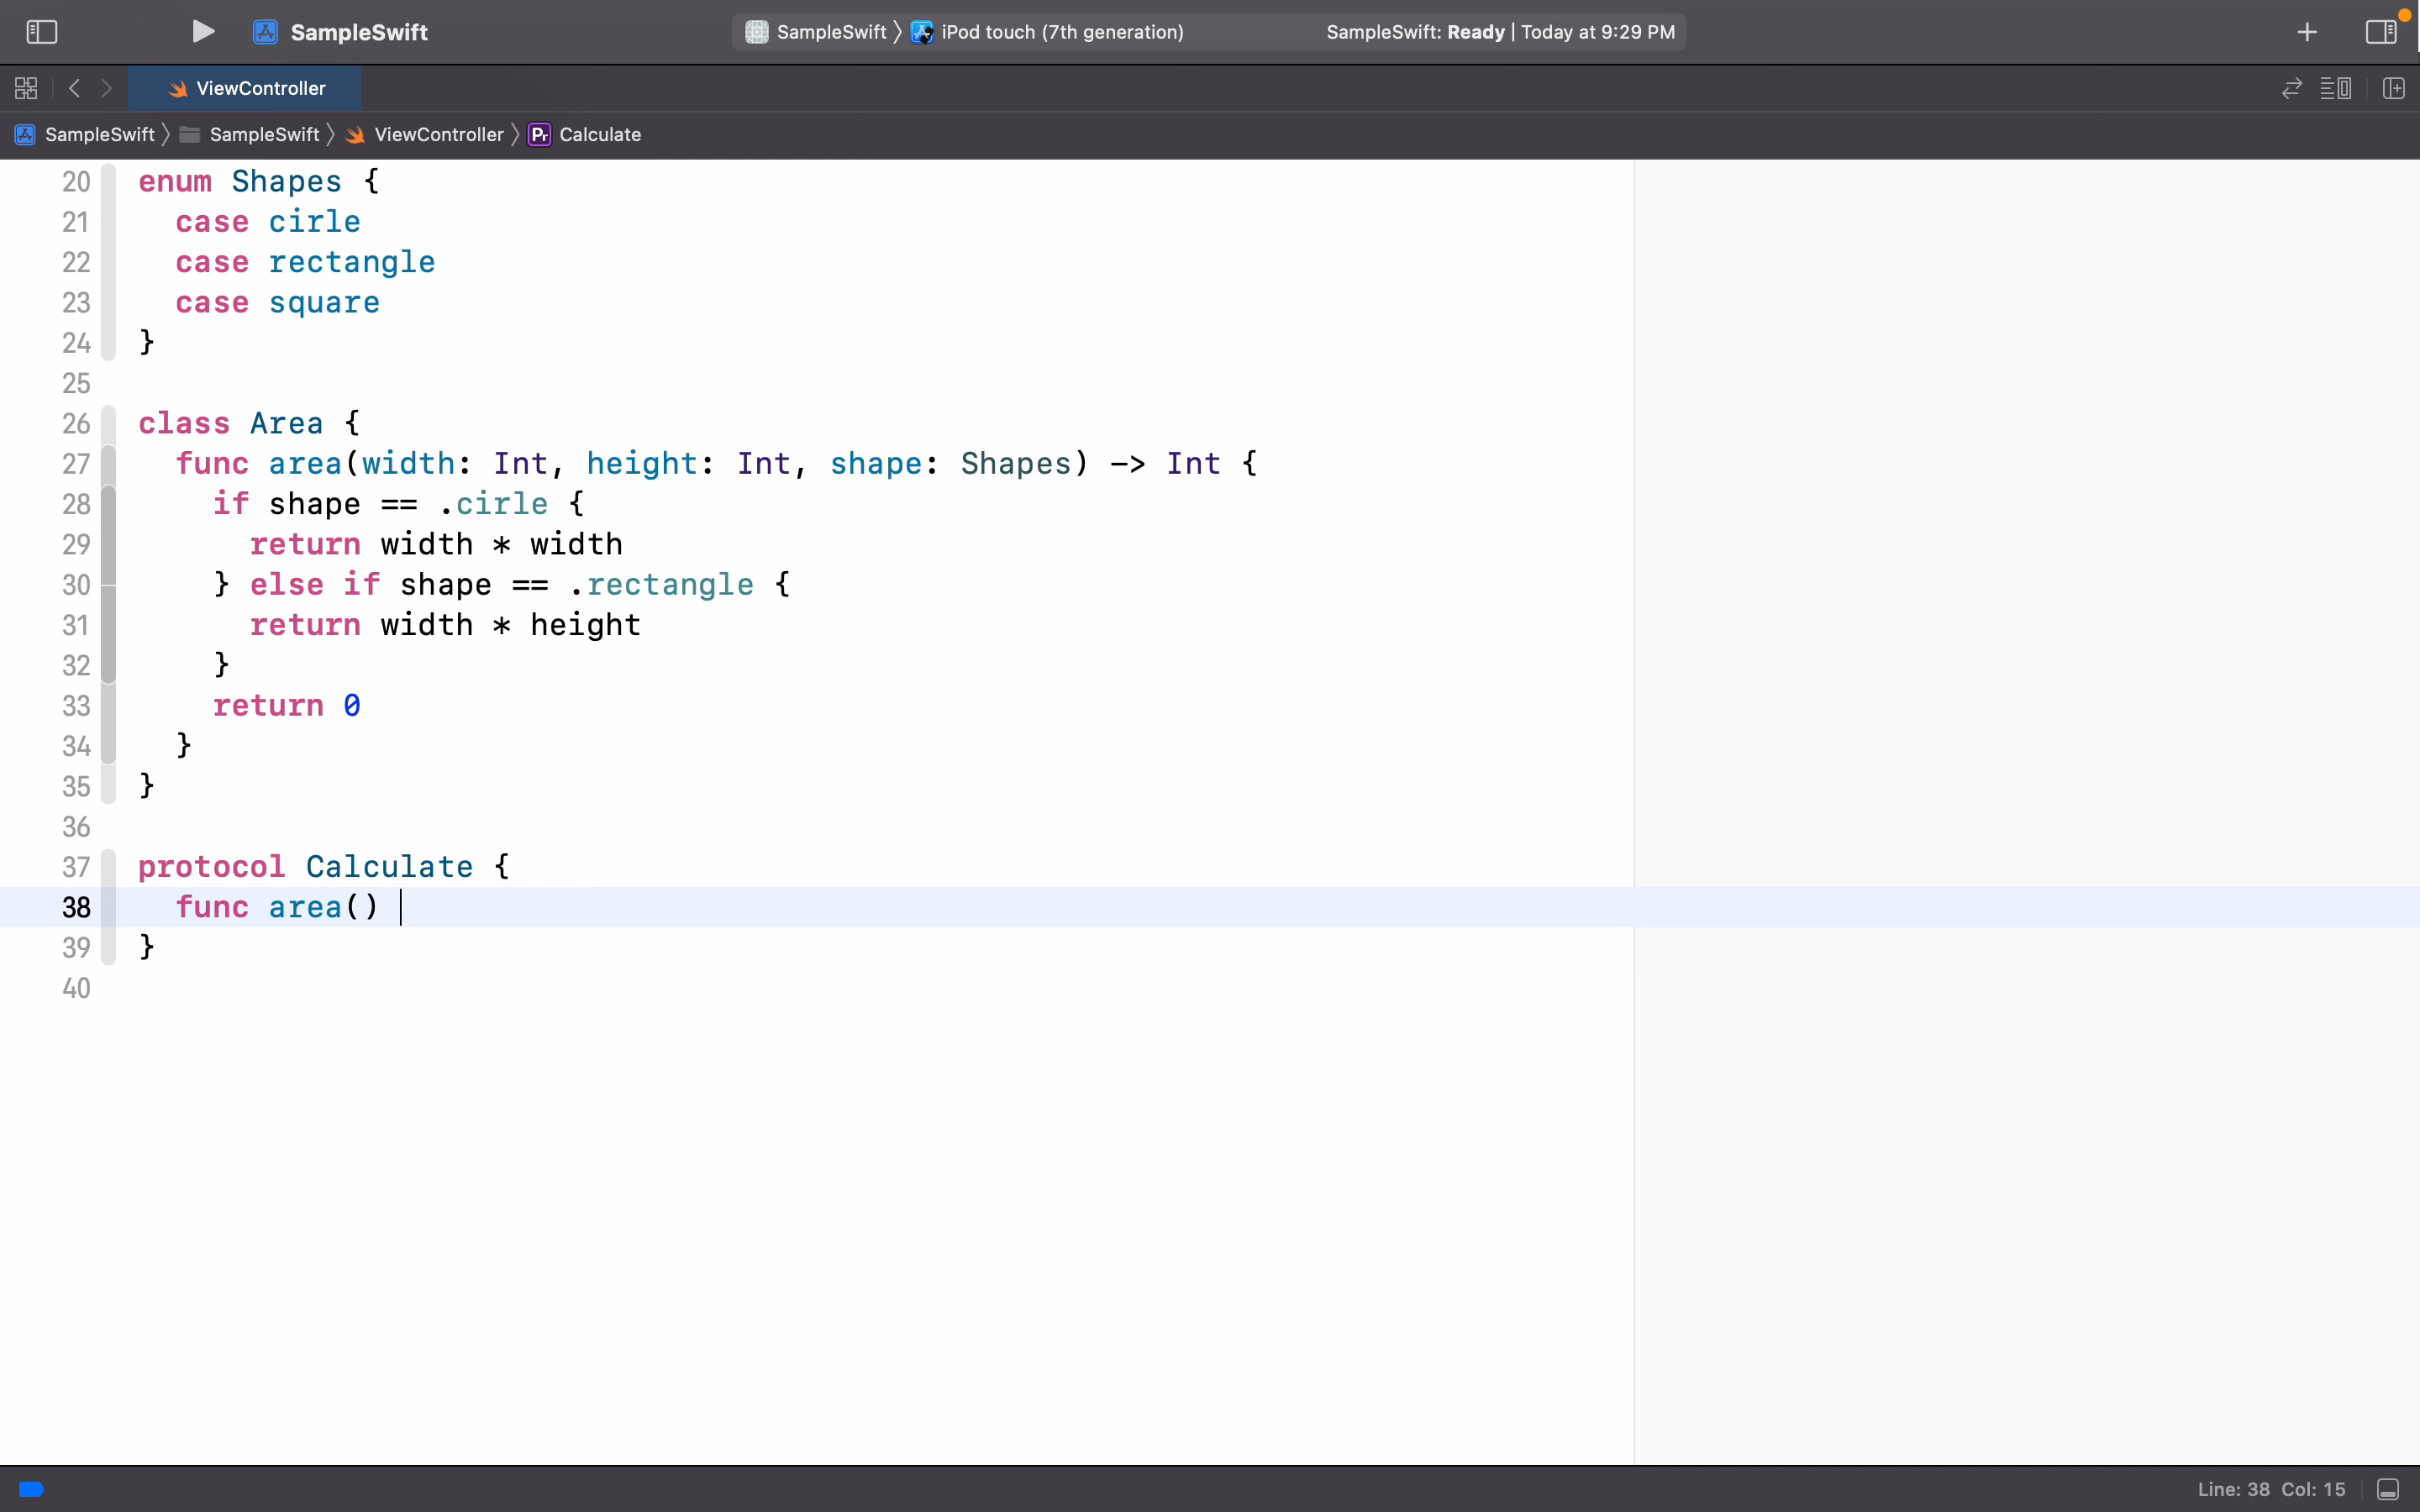 SampleSwift
SampleSwift 〉 iPod touch (7th generation)
SampleSwift: Ready | Today at 9:29 PM
ViewController
SampleSwift 〉 SampleSwift 〉 ViewController 〉 Pr Calculate
20 enum Shapes {
21   case cirle
22   case rectangle
23   case square
24 }
25
26 class Area {
27   func area(width: Int, height: Int, shape: Shapes) -> Int {
28     if shape == .cirle {
29       return width * width
30     } else if shape == .rectangle {
31       return width * height
32     }
33     return 0
34   }
35 }
36
37 protocol Calculate {
38   func area()
39 }
40
Line: 38 Col: 15